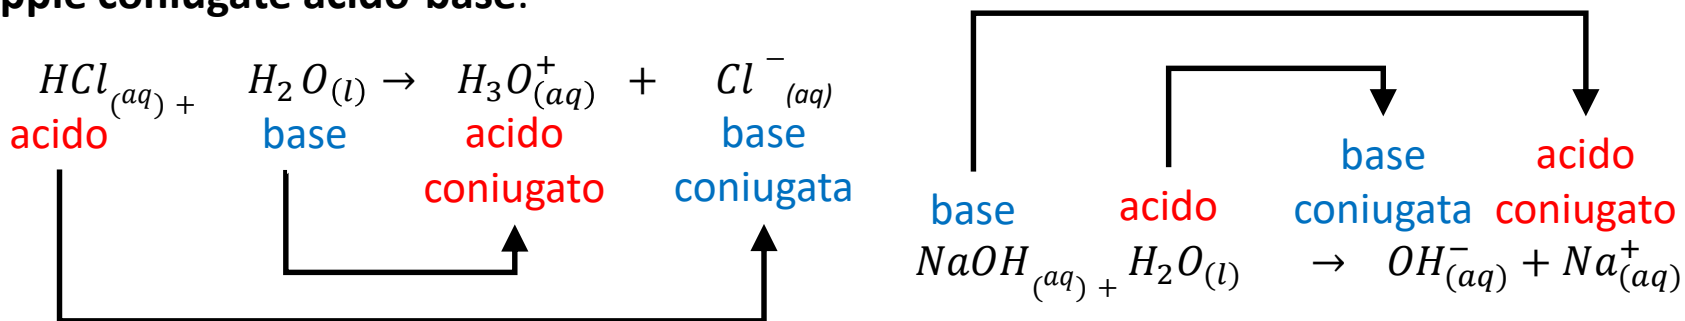 coniugate acido-base:
HCl(aq) + H₂O(l) → H₃O⁺(aq) + Cl⁻(aq)
acido base acido base
coniugato coniugata
base acido
base acido coniugata coniugato
NaOH(aq) + H₂O(l) → OH⁻(aq) + Na⁺(aq)